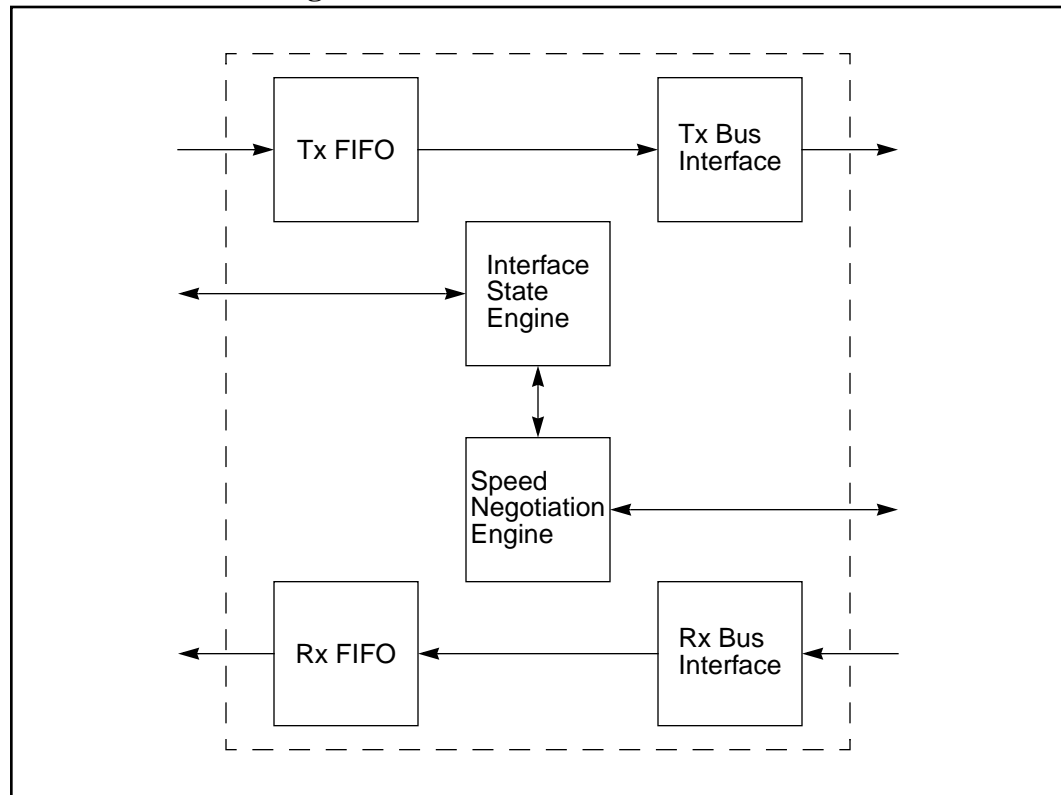 Tx FIFO
Tx Bus
Interface
Interface
State
Engine
Speed
Negotiation
Engine
Rx FIFO
Rx Bus
Interface